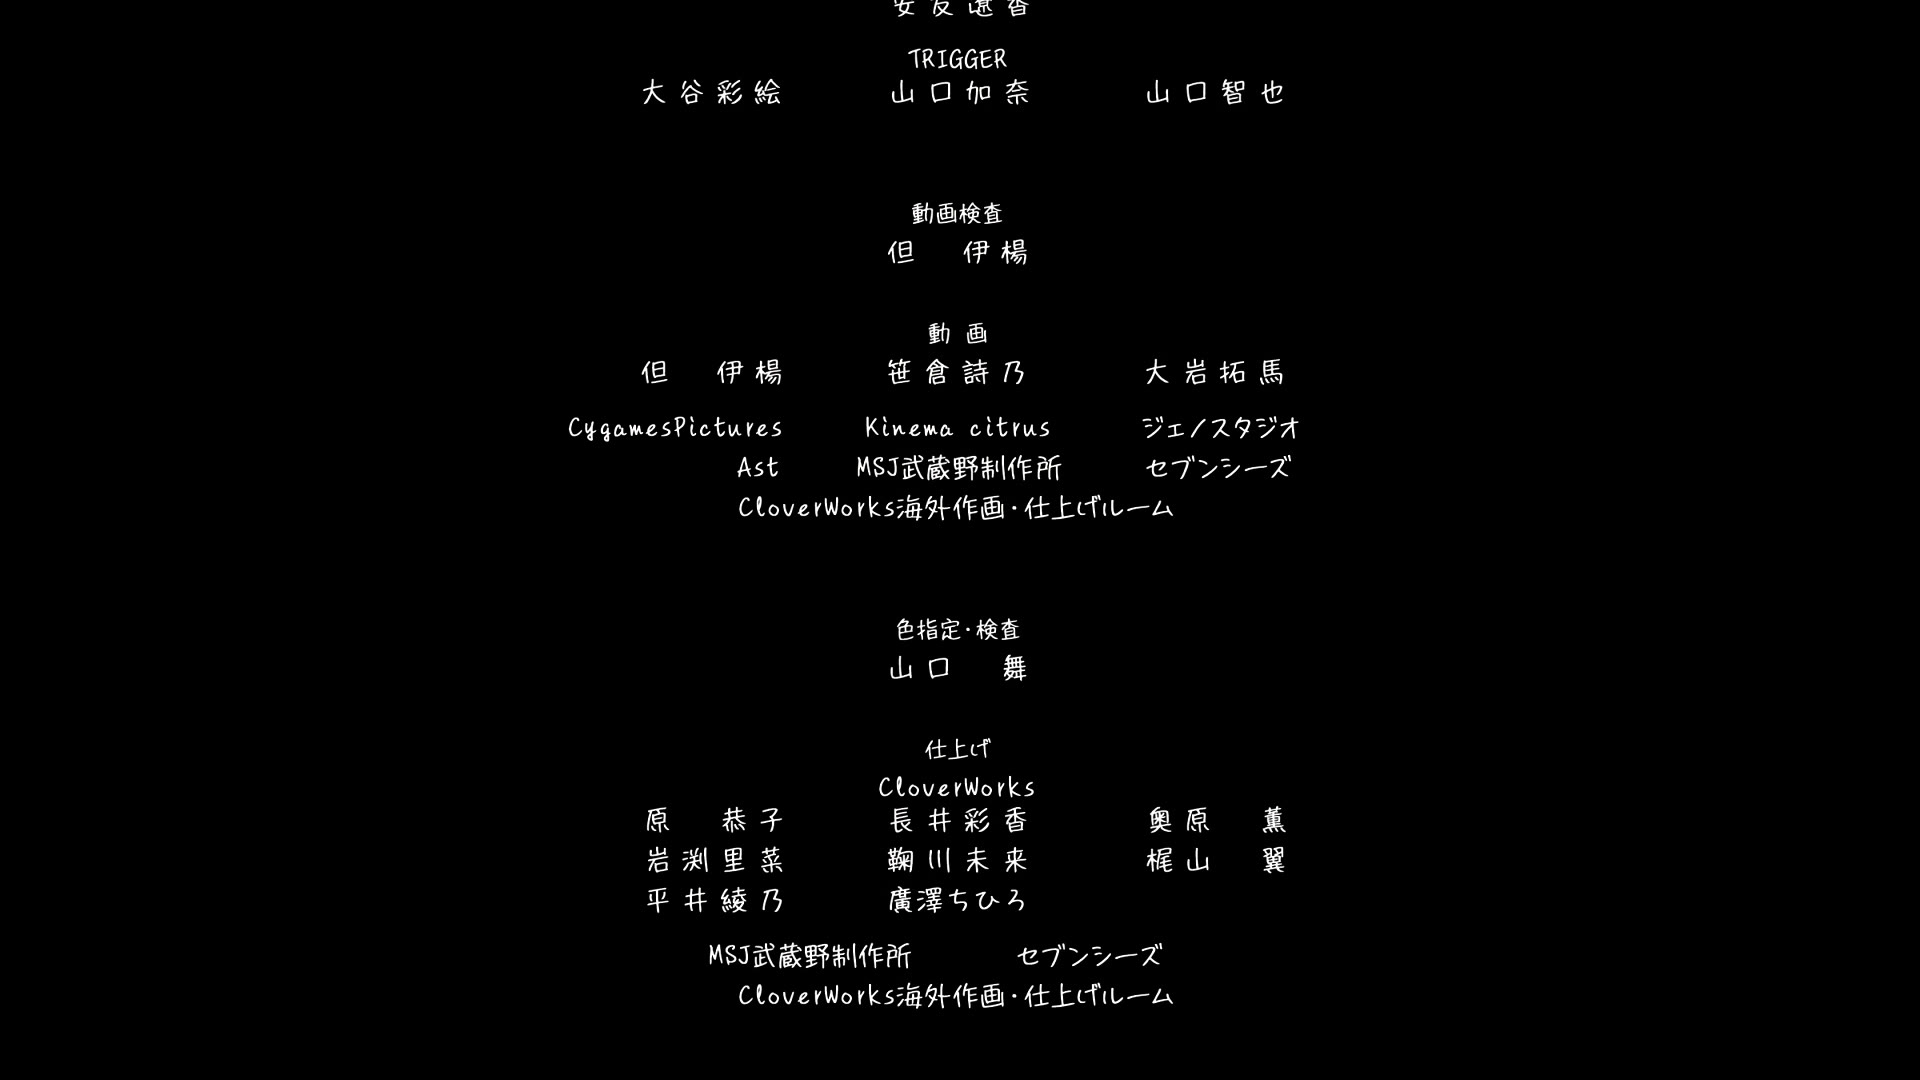 安友遼香
TRIGGER
大谷彩絵 山口加奈 山口智也
動画検査
但 伊楊
動画
但 伊楊 笹倉詩乃 大岩拓馬
CygamesPictures Kinema citrus ジェノスタジオ
Ast MSJ武蔵野制作所 セブンシーズ
CloverWorks海外作画・仕上げルーム
色指定・検査
山口 舞
仕上げ
CloverWorks
原 恭子 長井彩香 奥原 薫
岩渕里菜 鞠川未来 梶山 翼
平井綾乃 廣澤ちひろ
MSJ武蔵野制作所 セブンシーズ
CloverWorks海外作画・仕上げルーム